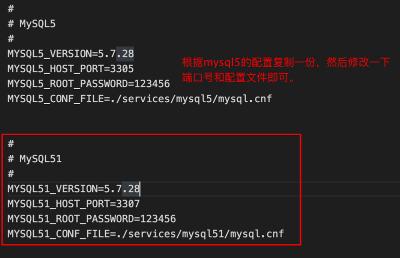 #
# MySQL5
#
MYSQL5_VERSION=5.7.28
MYSQL5_HOST_PORT=3305
MYSQL5_ROOT_PASSWORD=123456
MYSQL5_CONF_FILE=./services/mysql5/mysql.cnf
根据mysql5的配置复制一份，然后修改一下
端口号和配置文件即可。
#
# MySQL51
#
MYSQL51_VERSION=5.7.28
MYSQL51_HOST_PORT=3307
MYSQL51_ROOT_PASSWORD=123456
MYSQL51_CONF_FILE=./services/mysql51/mysql.cnf